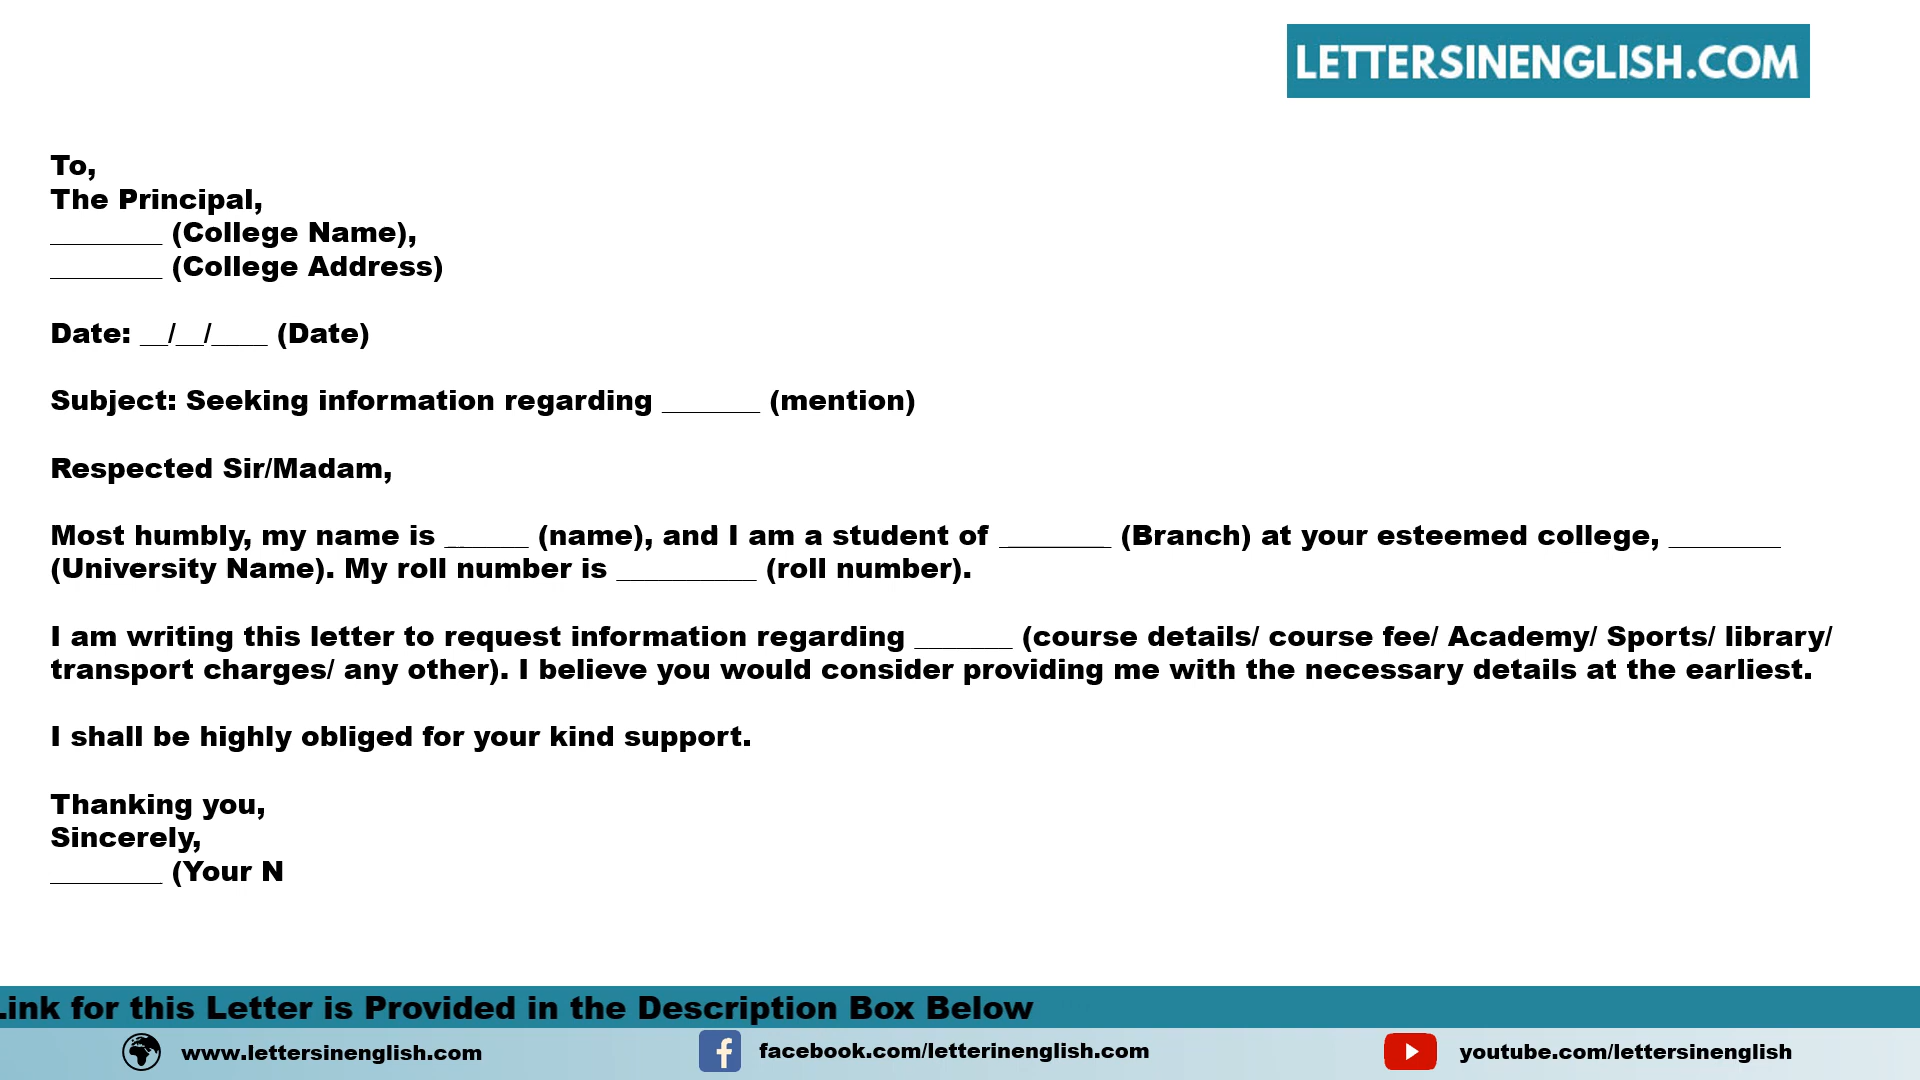 LETTERSINENGLISH.COM
To,
The Principal,
________ (College Name),
________ (College Address)
Date: __/__/____ (Date)
Subject: Seeking information regarding _______ (mention)
Respected Sir/Madam,
Most humbly, my name is ______ (name), and I am a student of ________ (Branch) at your esteemed college, ________
(University Name). My roll number is __________ (roll number).
I am writing this letter to request information regarding _______ (course details/ course fee/ Academy/ Sports/ library/
transport charges/ any other). I believe you would consider providing me with the necessary details at the earliest.
I shall be highly obliged for your kind support.
Thanking you,
Sincerely,
________ (Your N
Link for this Letter is Provided in the Description Box Below
www.lettersinenglish.com
facebook.com/letterinenglish.com
youtube.com/lettersinenglish